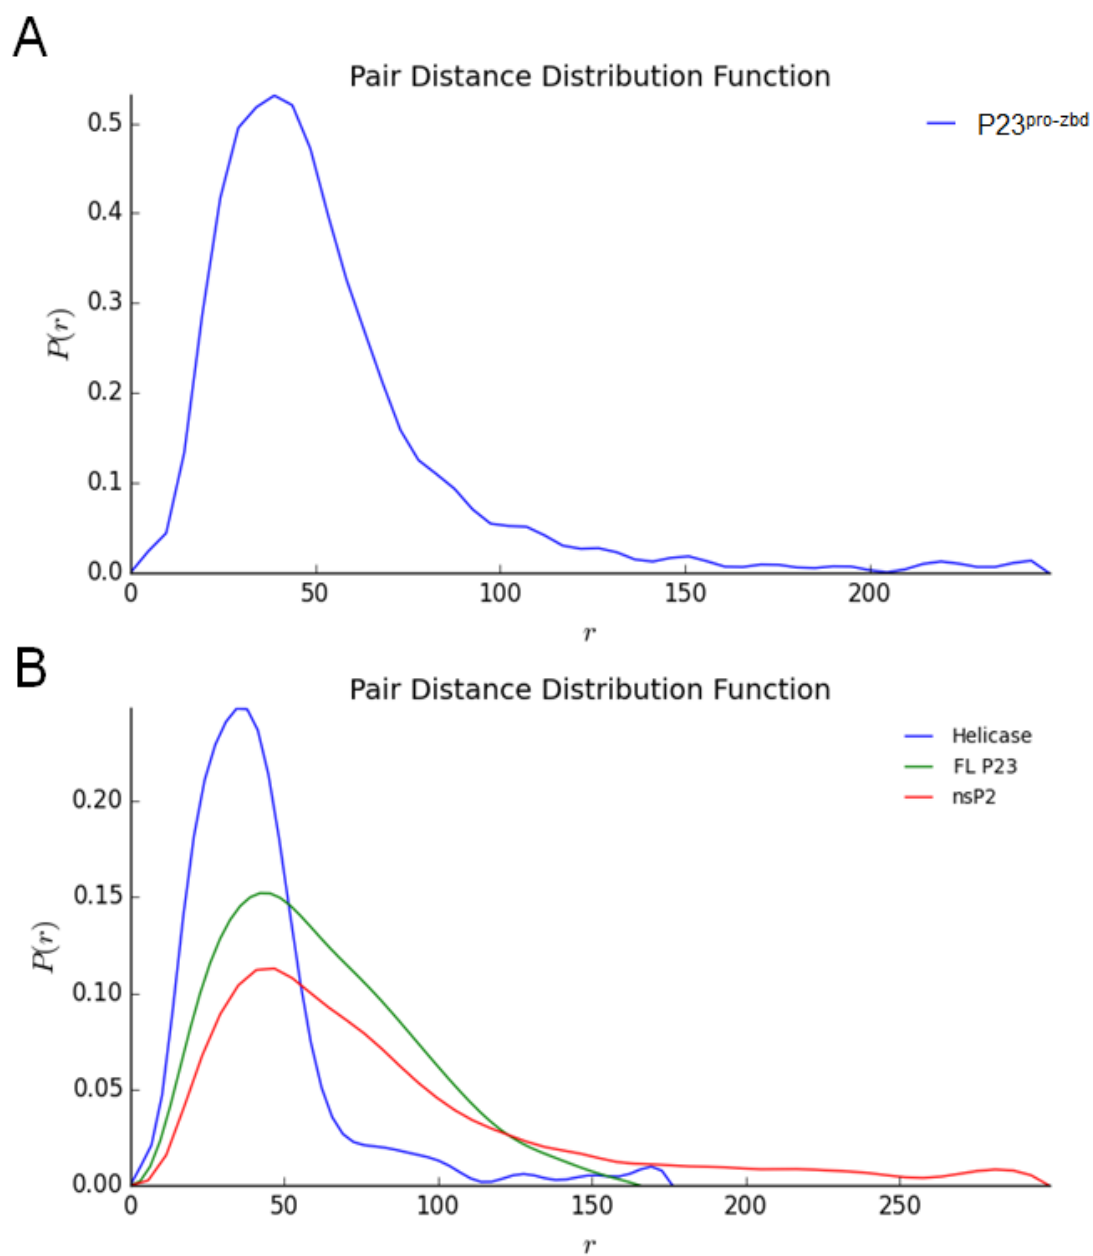 A
Pair Distance Distribution Function
P23pro-zbd
0.5
0.4
0.3
0.2
0.1
0.0
P(r)
0 50 100 150 200
r
B
Pair Distance Distribution Function
Helicase
FL P23
nsP2
0.20
0.15
0.10
0.05
0.00
P(r)
0 50 100 150 200 250
r